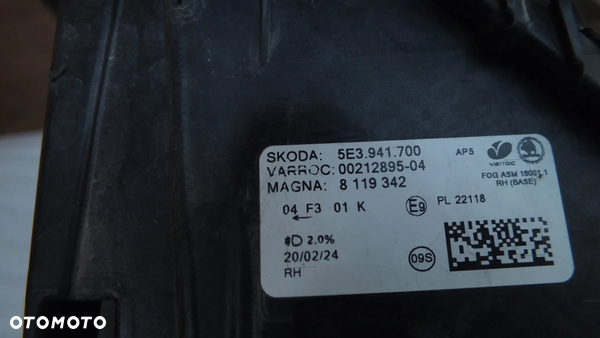 SKODA: 5E3.941.700 AP5
VARROC: 00212895-04
MAGNA: 8 119 342
varroc
FOG ASM 16001.1
RH (BASE)
04 F3 01 K E9 PL 22118
2.0%
20/02/24
RH
09S
OTOMOTO